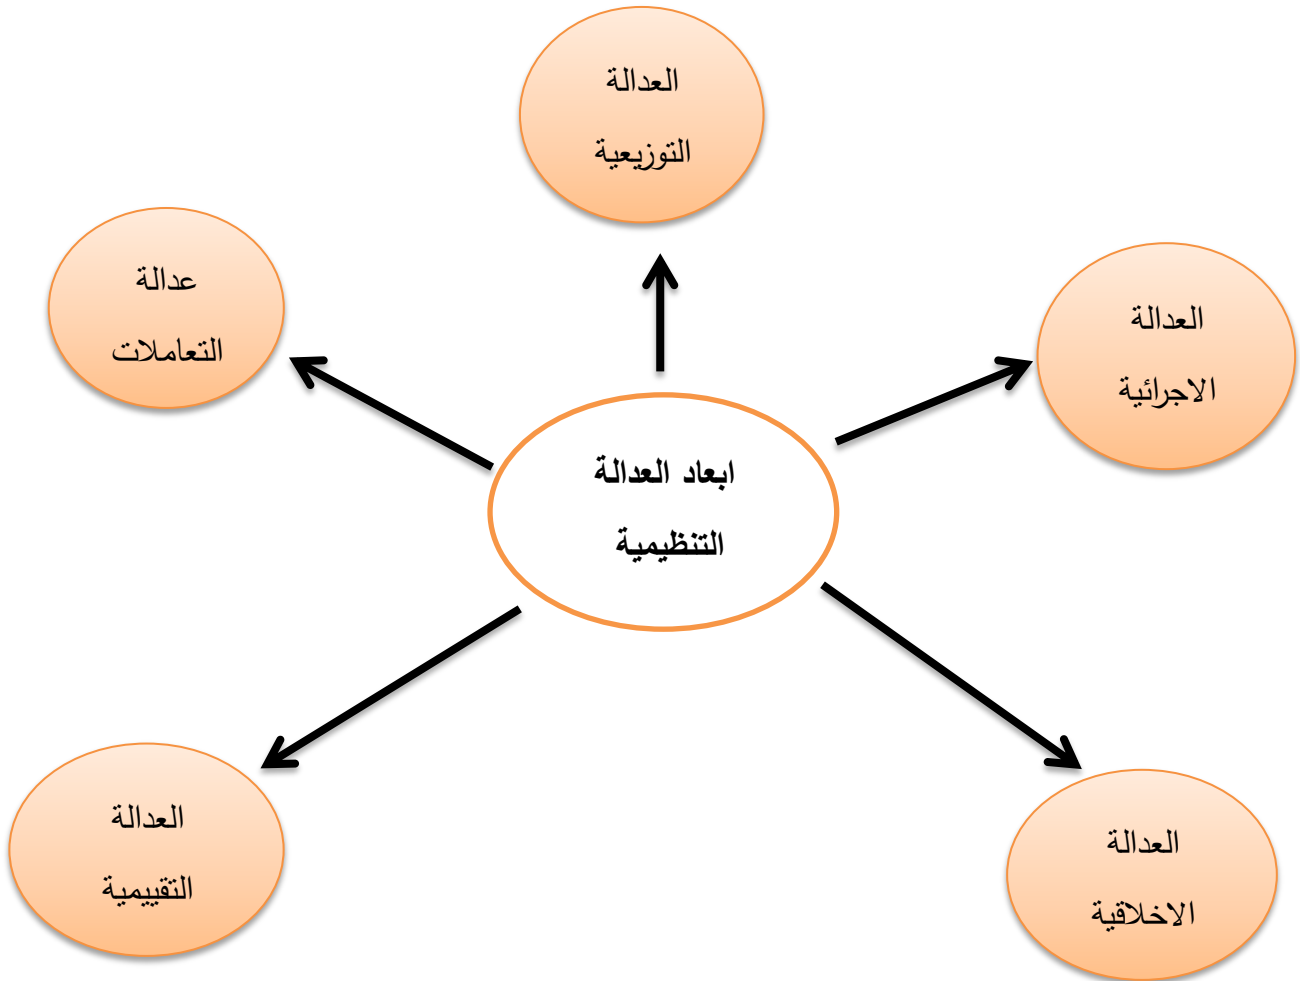 العدالة
التوزيعية
عدالة
التعاملات
العدالة
الاجرائية
ابعاد العدالة
التنظيمية
العدالة
التقييمية
العدالة
الاخلاقية